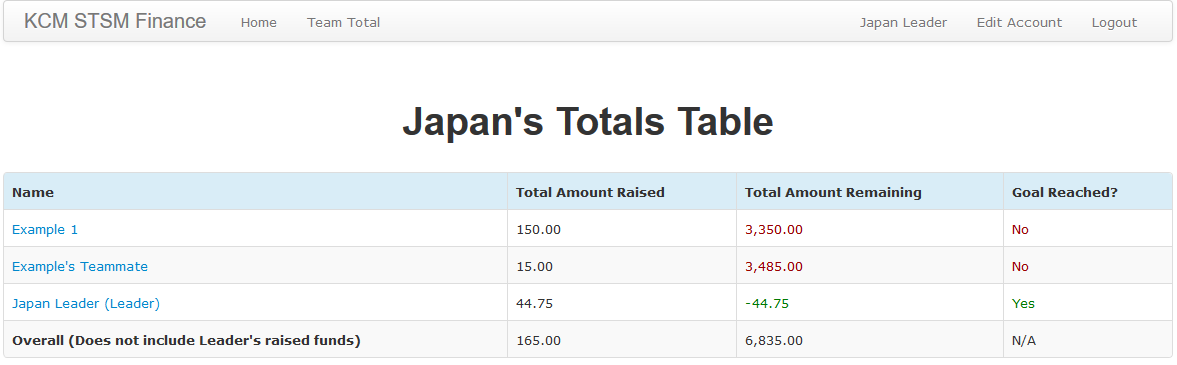 KCM STSM Finance Home Team Total Japan Leader Edit Account Logout
Japan's Totals Table
Name Total Amount Raised Total Amount Remaining Goal Reached?
Example 1 150.00 3,350.00 No
Example's Teammate 15.00 3,485.00 No
Japan Leader (Leader) 44.75 -44.75 Yes
Overall (Does not include Leader's raised funds) 165.00 6,835.00 N/A